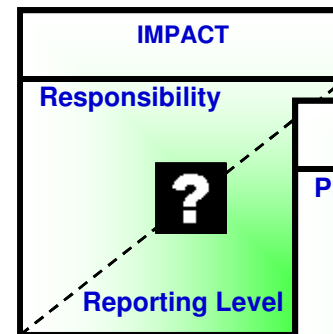 IMPACT
Responsibility
?
P
Reporting Level